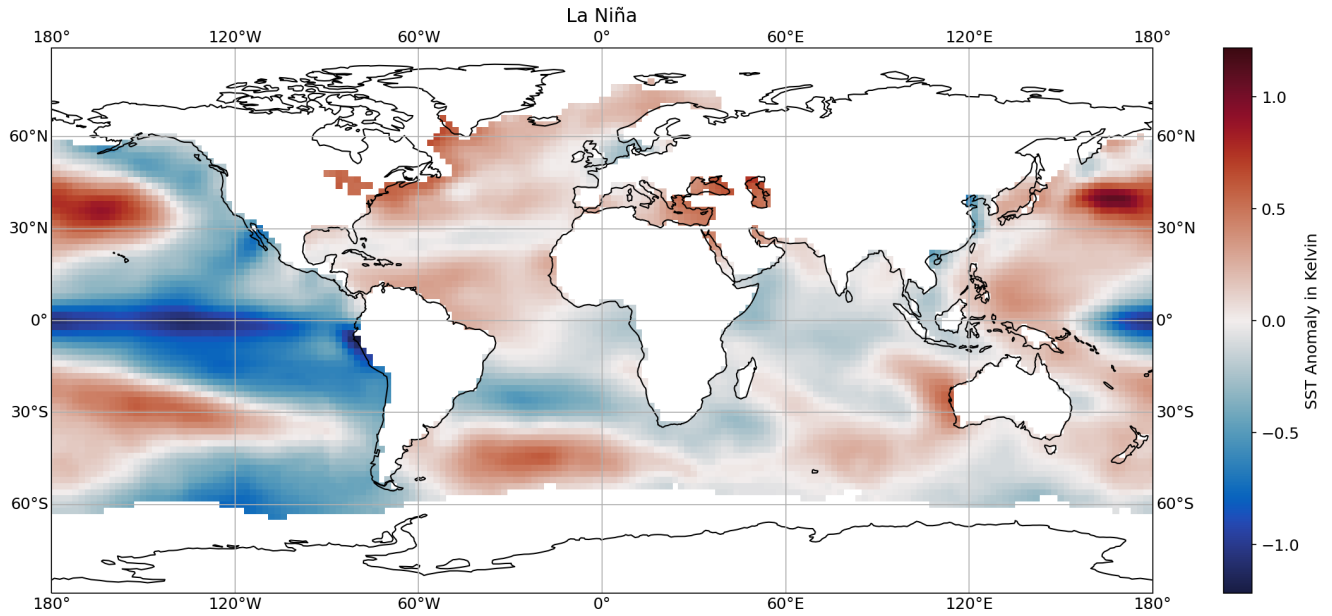 La Niña
180° 120°W 60°W 0° 60°E 120°E 180°
60°N 60°N
30°N 30°N
0° 0°
30°S 30°S
60°S 60°S
180° 120°W 60°W 0° 60°E 120°E 180°
1.0
0.5
0.0
−0.5
−1.0
SST Anomaly in Kelvin